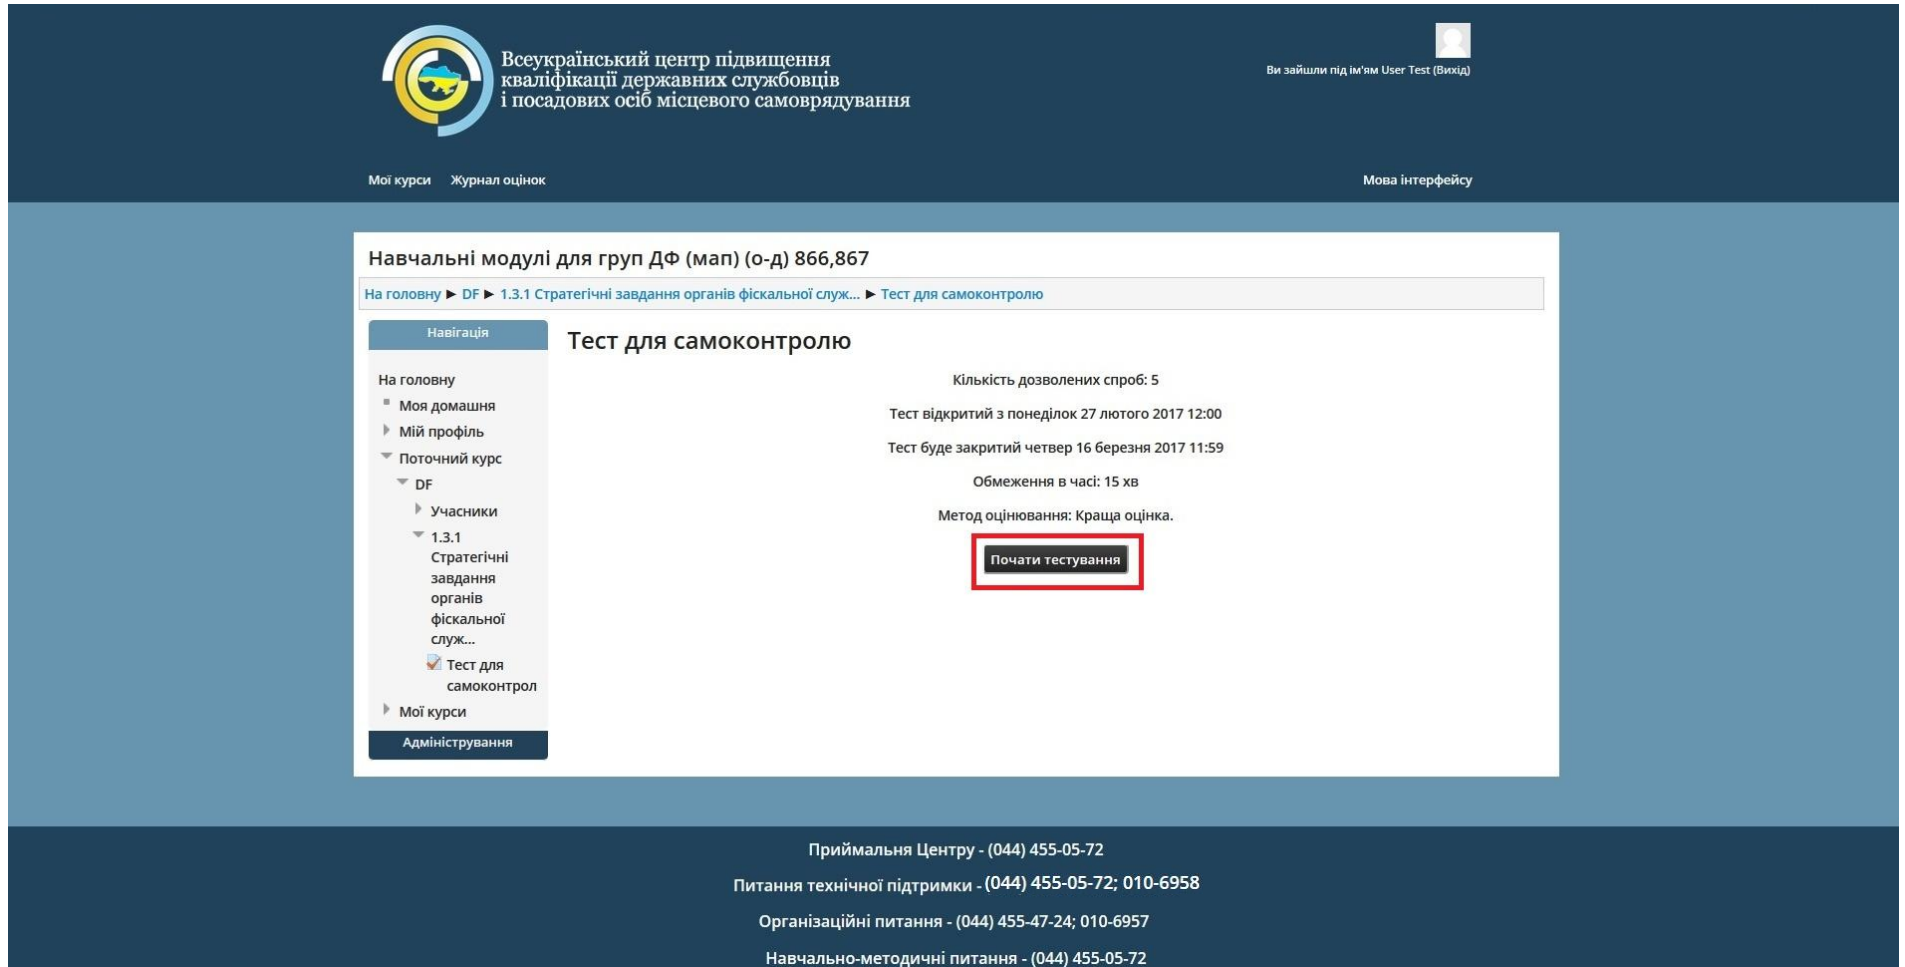 Всеукраїнський центр підвищення
кваліфікації державних службовців
і посадових осіб місцевого самоврядування
Ви зайшли під ім'ям User Test (Вихід)
Мої курси Журнал оцінок
Мова інтерфейсу
Навчальні модулі для груп ДФ (мап) (о-д) 866,867
На головну ► DF ► 1.3.1 Стратегічні завдання органів фіскальної служ... ► Тест для самоконтролю
Навігація
На головну
Моя домашня
Мій профіль
Поточний курс
DF
Учасники
1.3.1
Стратегічні
завдання
органів
фіскальної
служ...
Тест для
самоконтрол
Мої курси
Адміністрування
Тест для самоконтролю
Кількість дозволених спроб: 5
Тест відкритий з понеділок 27 лютого 2017 12:00
Тест буде закритий четвер 16 березня 2017 11:59
Обмеження в часі: 15 хв
Метод оцінювання: Краща оцінка.
Почати тестування
Приймальня Центру - (044) 455-05-72
Питання технічної підтримки - (044) 455-05-72; 010-6958
Організаційні питання - (044) 455-47-24; 010-6957
Навчально-методичні питання - (044) 455-05-72